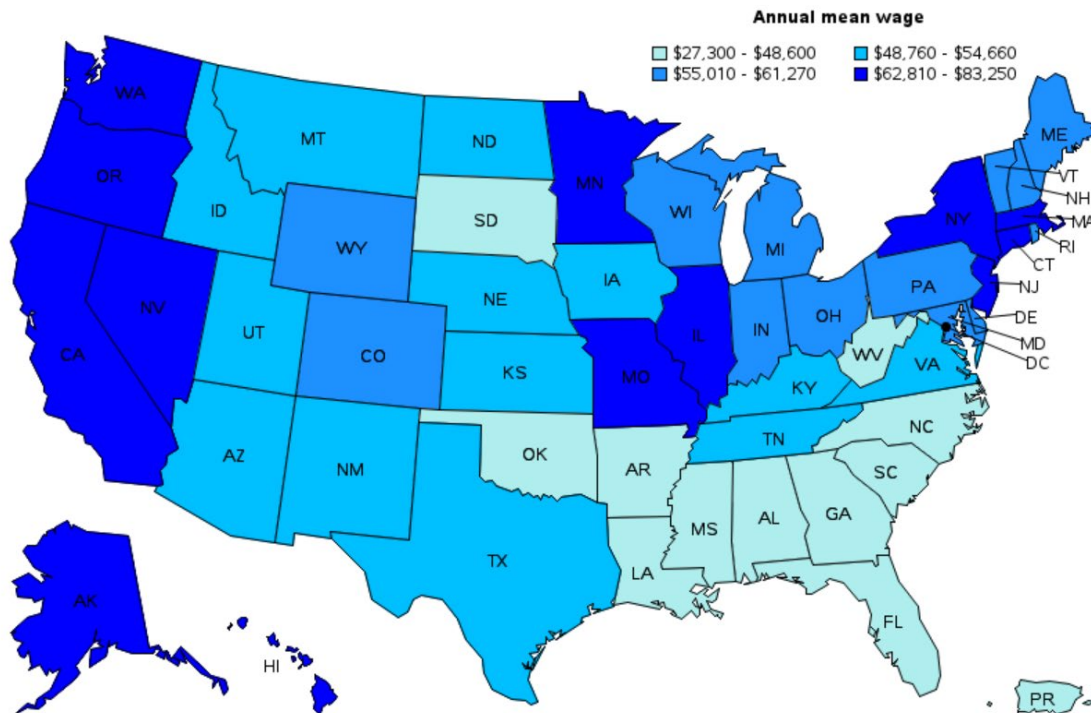 Annual mean wage
$27,300 - $48,600 $48,760 - $54,660
$55,010 - $61,270 $62,810 - $83,250
WA
MT
ND
MN
ME
VT
NH
MA
RI
CT
NJ
DE
MD
DC
OR
ID
SD
WI
NY
WY
MI
IA
PA
NE
NV
UT
IL
IN
OH
CA
CO
WV
VA
KS
MO
KY
NC
TN
AZ
NM
OK
AR
SC
MS
AL
GA
TX
LA
AK
FL
HI
PR